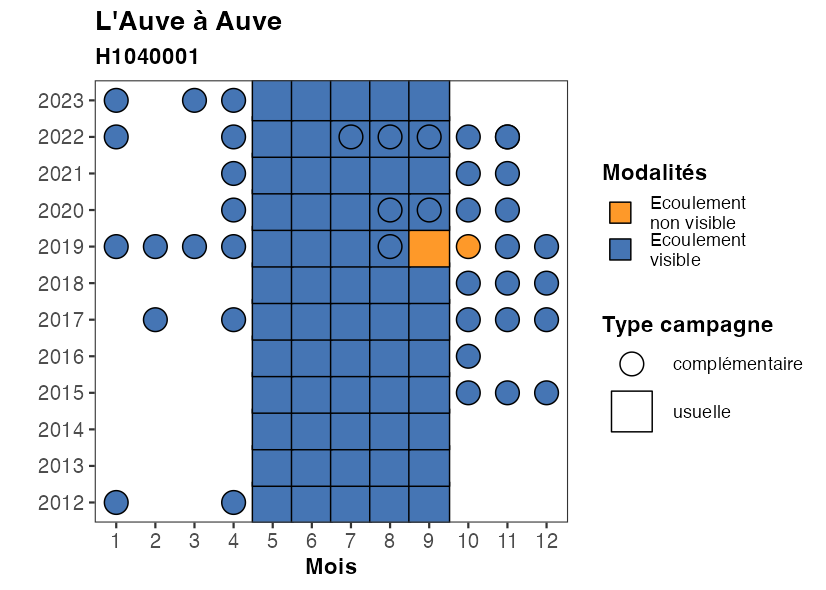 L'Auve à Auve
H1040001
2023
2022
2021
2020
2019
2018
2017
2016
2015
2014
2013
2012
1 2 3 4 5 6 7 8 9 10 11 12
Mois
Modalités
Ecoulement
non visible
Ecoulement
visible
Type campagne
complémentaire
usuelle